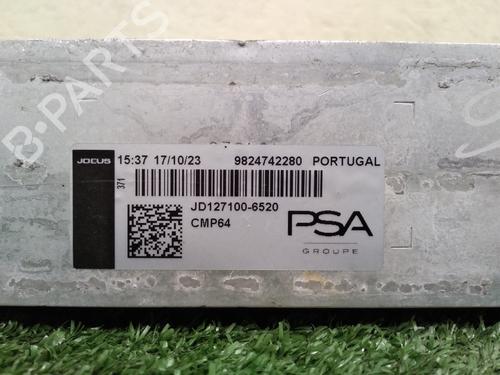 B-PARTS
JDEUS 15:37 17/10/23 9824742280 PORTUGAL
371
JD127100-6520
CMP64
PSA
GROUPE